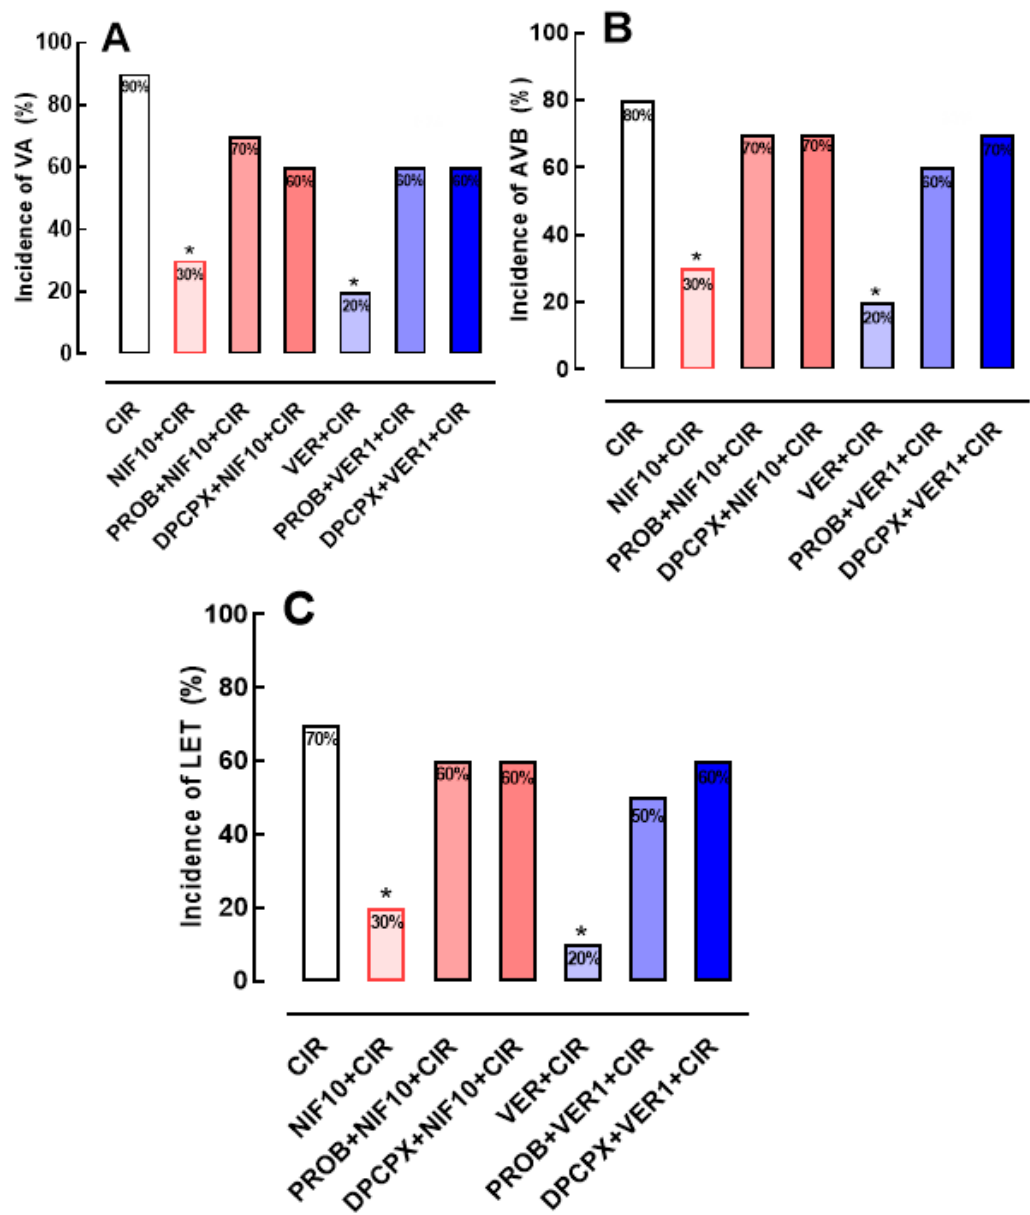 A
Incidence of VA (%)
100
80
60
40
20
0
90%
*
30%
70%
60%
*
20%
60%
60%
CIR
NIF10+CIR
PROB+NIF10+CIR
DPCPX+NIF10+CIR
VER+CIR
PROB+VER1+CIR
DPCPX+VER1+CIR
B
Incidence of AVB (%)
100
80
60
40
20
0
80%
*
30%
70%
70%
*
20%
60%
70%
CIR
NIF10+CIR
PROB+NIF10+CIR
DPCPX+NIF10+CIR
VER+CIR
PROB+VER1+CIR
DPCPX+VER1+CIR
C
Incidence of LET (%)
100
80
60
40
20
0
70%
*
30%
60%
60%
*
20%
50%
60%
CIR
NIF10+CIR
PROB+NIF10+CIR
DPCPX+NIF10+CIR
VER+CIR
PROB+VER1+CIR
DPCPX+VER1+CIR